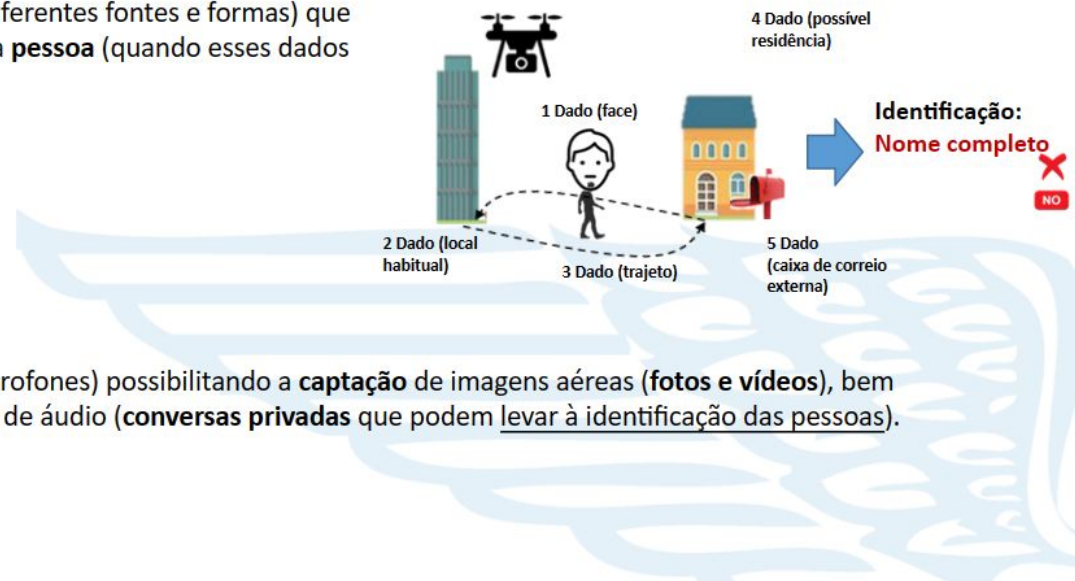 ferentes fontes e formas) que
a pessoa (quando esses dados
4 Dado (possível
residência)
1 Dado (face)
Identificação:
Nome completo
NO
2 Dado (local
habitual)
3 Dado (trajeto)
5 Dado
(caixa de correio
externa)
rofones) possibilitando a captação de imagens aéreas (fotos e vídeos), bem
de áudio (conversas privadas que podem levar à identificação das pessoas).